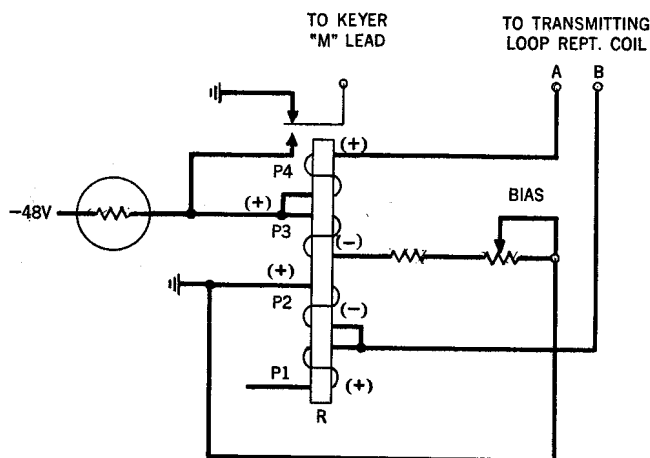 TO KEYER
"M" LEAD
TO TRANSMITTING
LOOP REPT. COIL
A B
(+)
P4
BIAS
(+)
-48V
P3
(-)
(+)
P2
(-)
P1
(+)
R